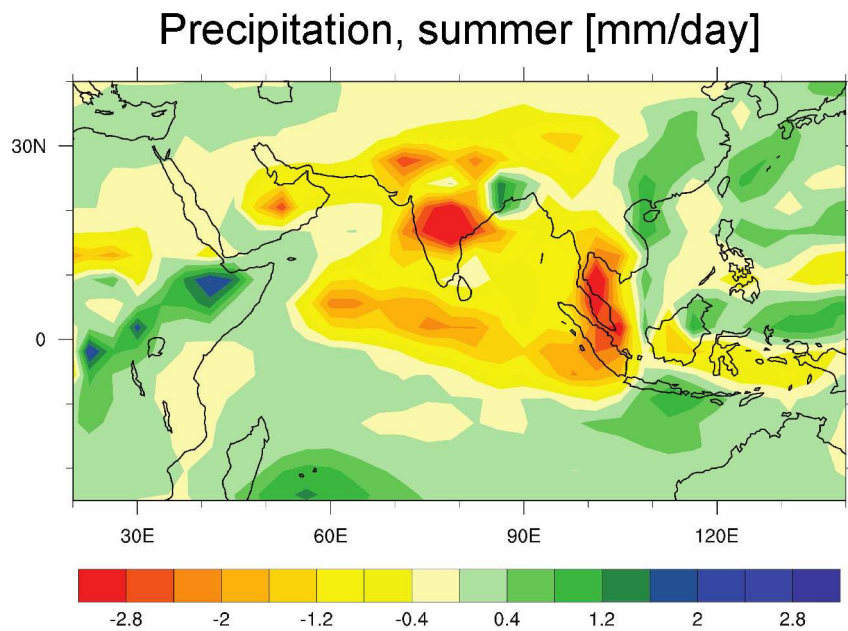 Precipitation, summer [mm/day]
30N
0
30E 60E 90E 120E
-2.8 -2 -1.2 -0.4 0.4 1.2 2 2.8